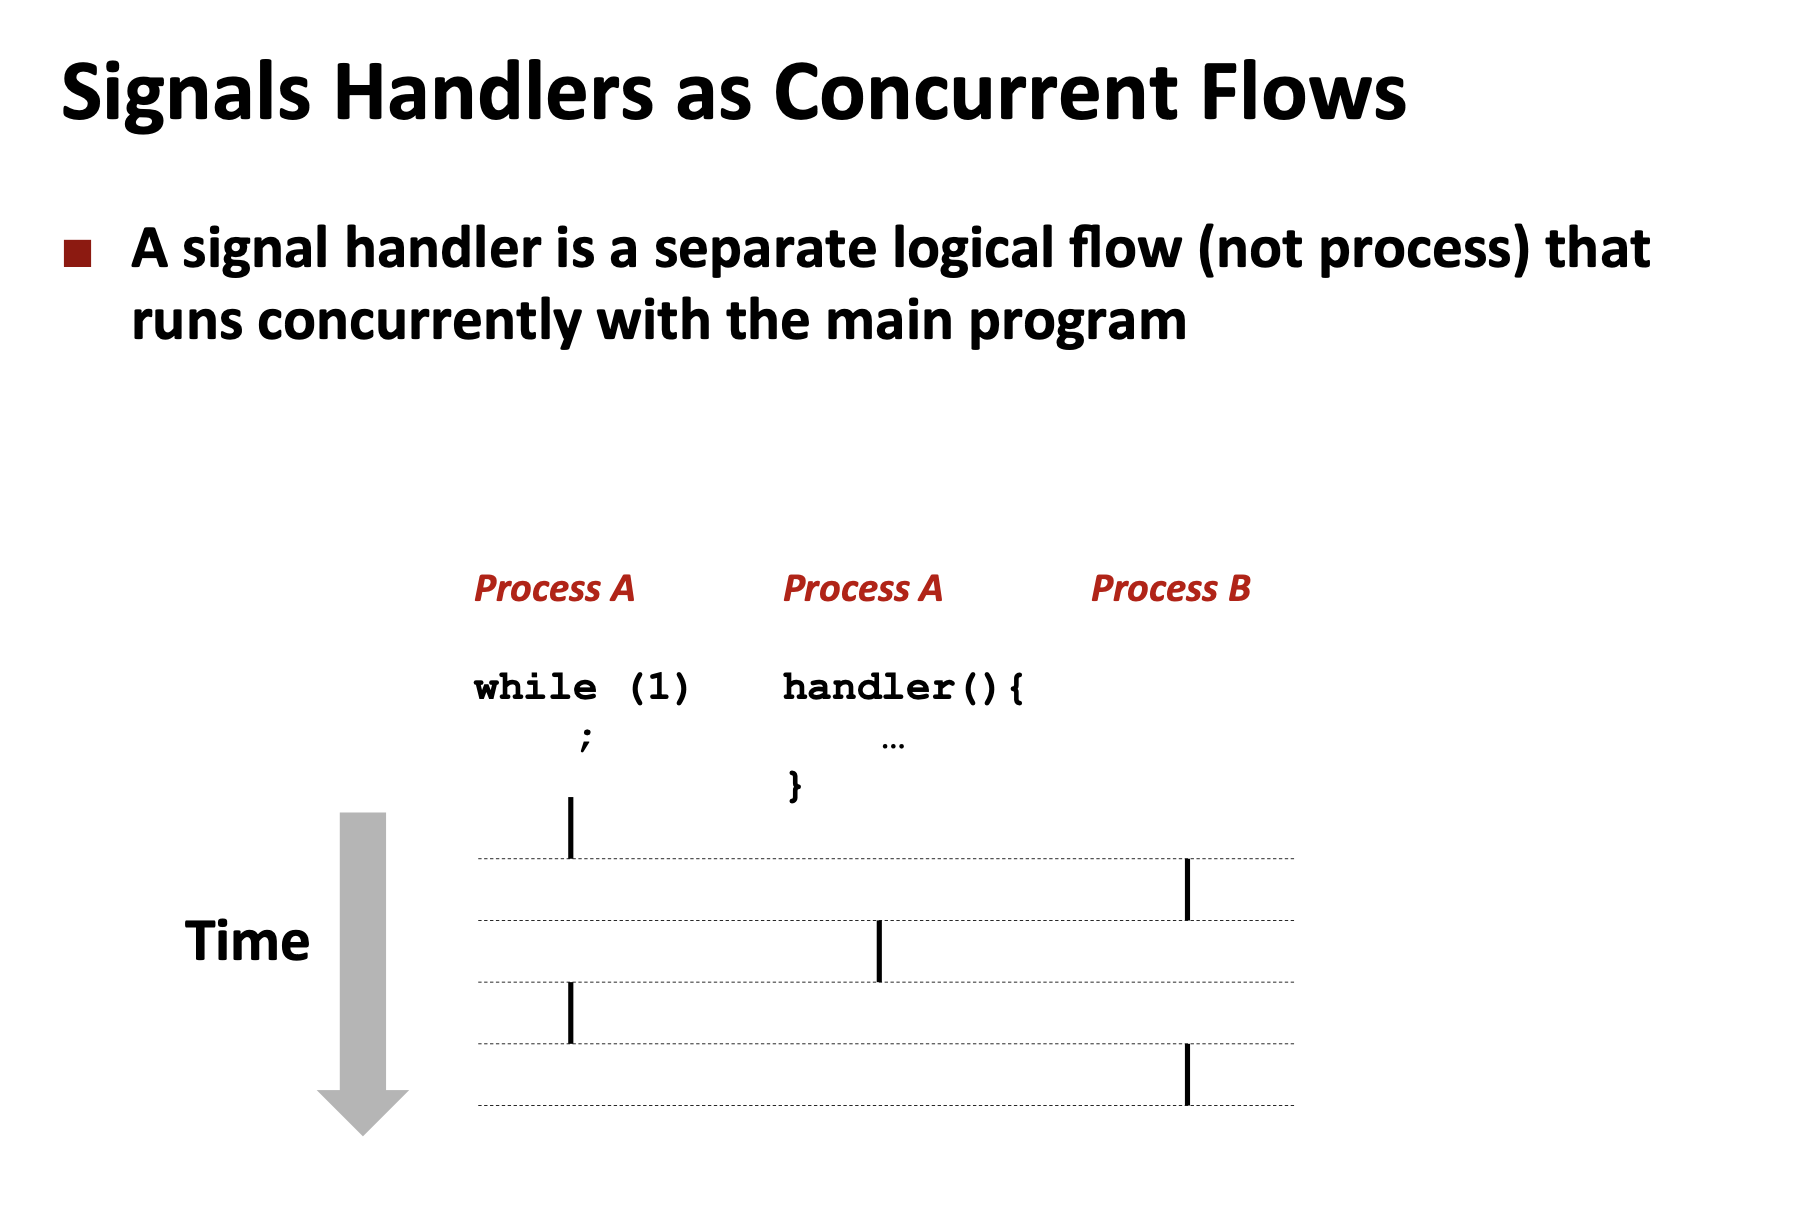 Signals Handlers as Concurrent Flows
A signal handler is a separate logical flow (not process) that
runs concurrently with the main program
Process A Process A Process B
while (1) handler(){
; …
}
Time